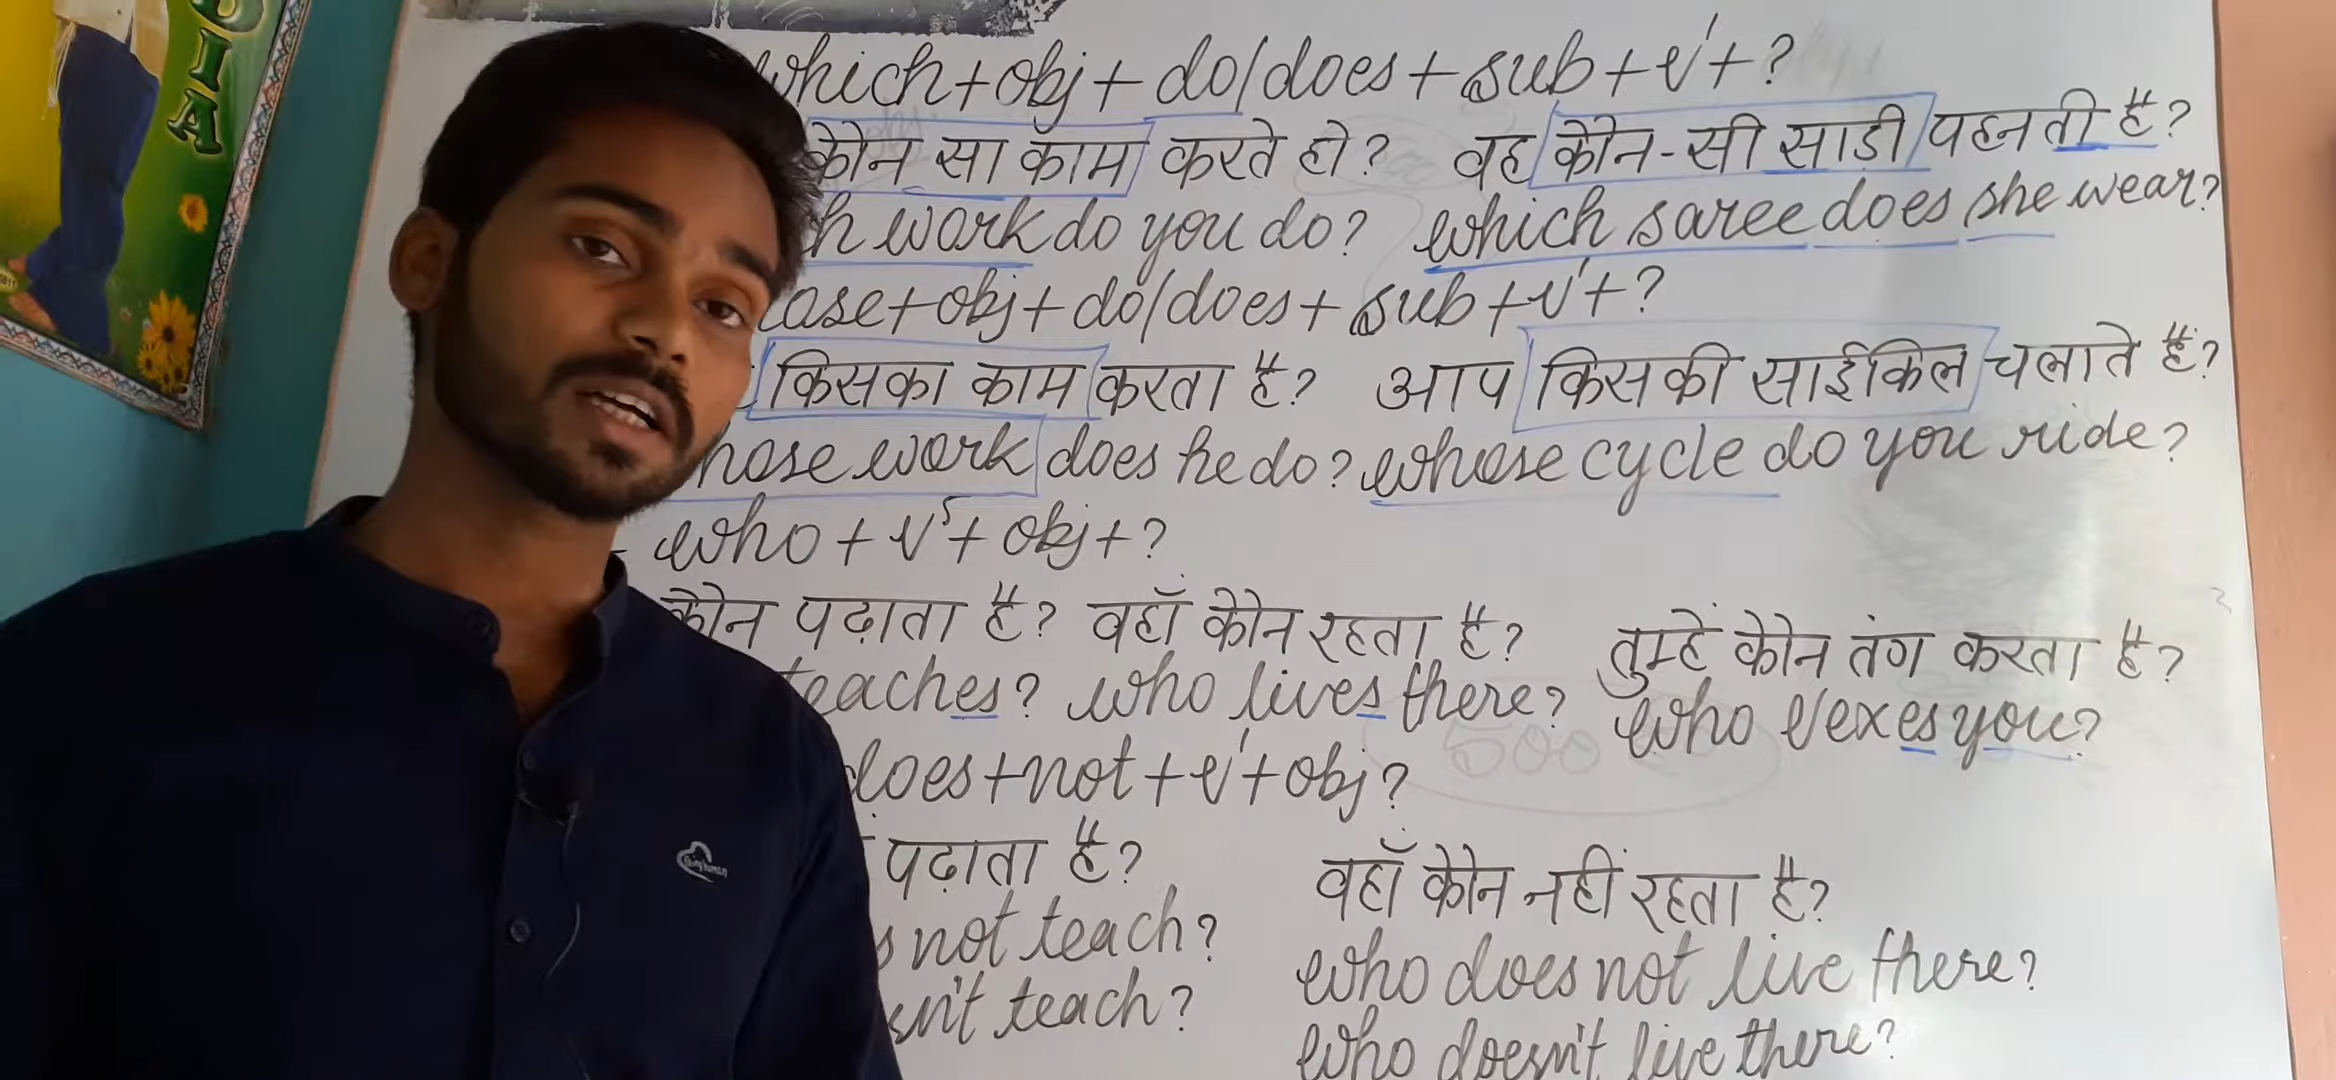 DIA
which+obj+do/does+sub+v¹+?
कौन सा काम करते हो? वह कौन-सी साड़ी पहनती है?
work do you do? which saree does she wear?
+obj+do/does+sub+v¹+?
किसका काम करता है? आप किसकी साईकिल चलाते हैं?
work does he do? whose cycle do you ride?
who+v⁵+obj+?
कौन पढ़ाता है? वहाँ कौन रहता है? तुम्हें कौन तंग करता है?
teaches? who lives there? who vexes you?
does+not+v¹+obj?
पढ़ाता है? वहाँ कौन नहीं रहता है?
not teach? who does not live there?
teach? who doesn't live there?